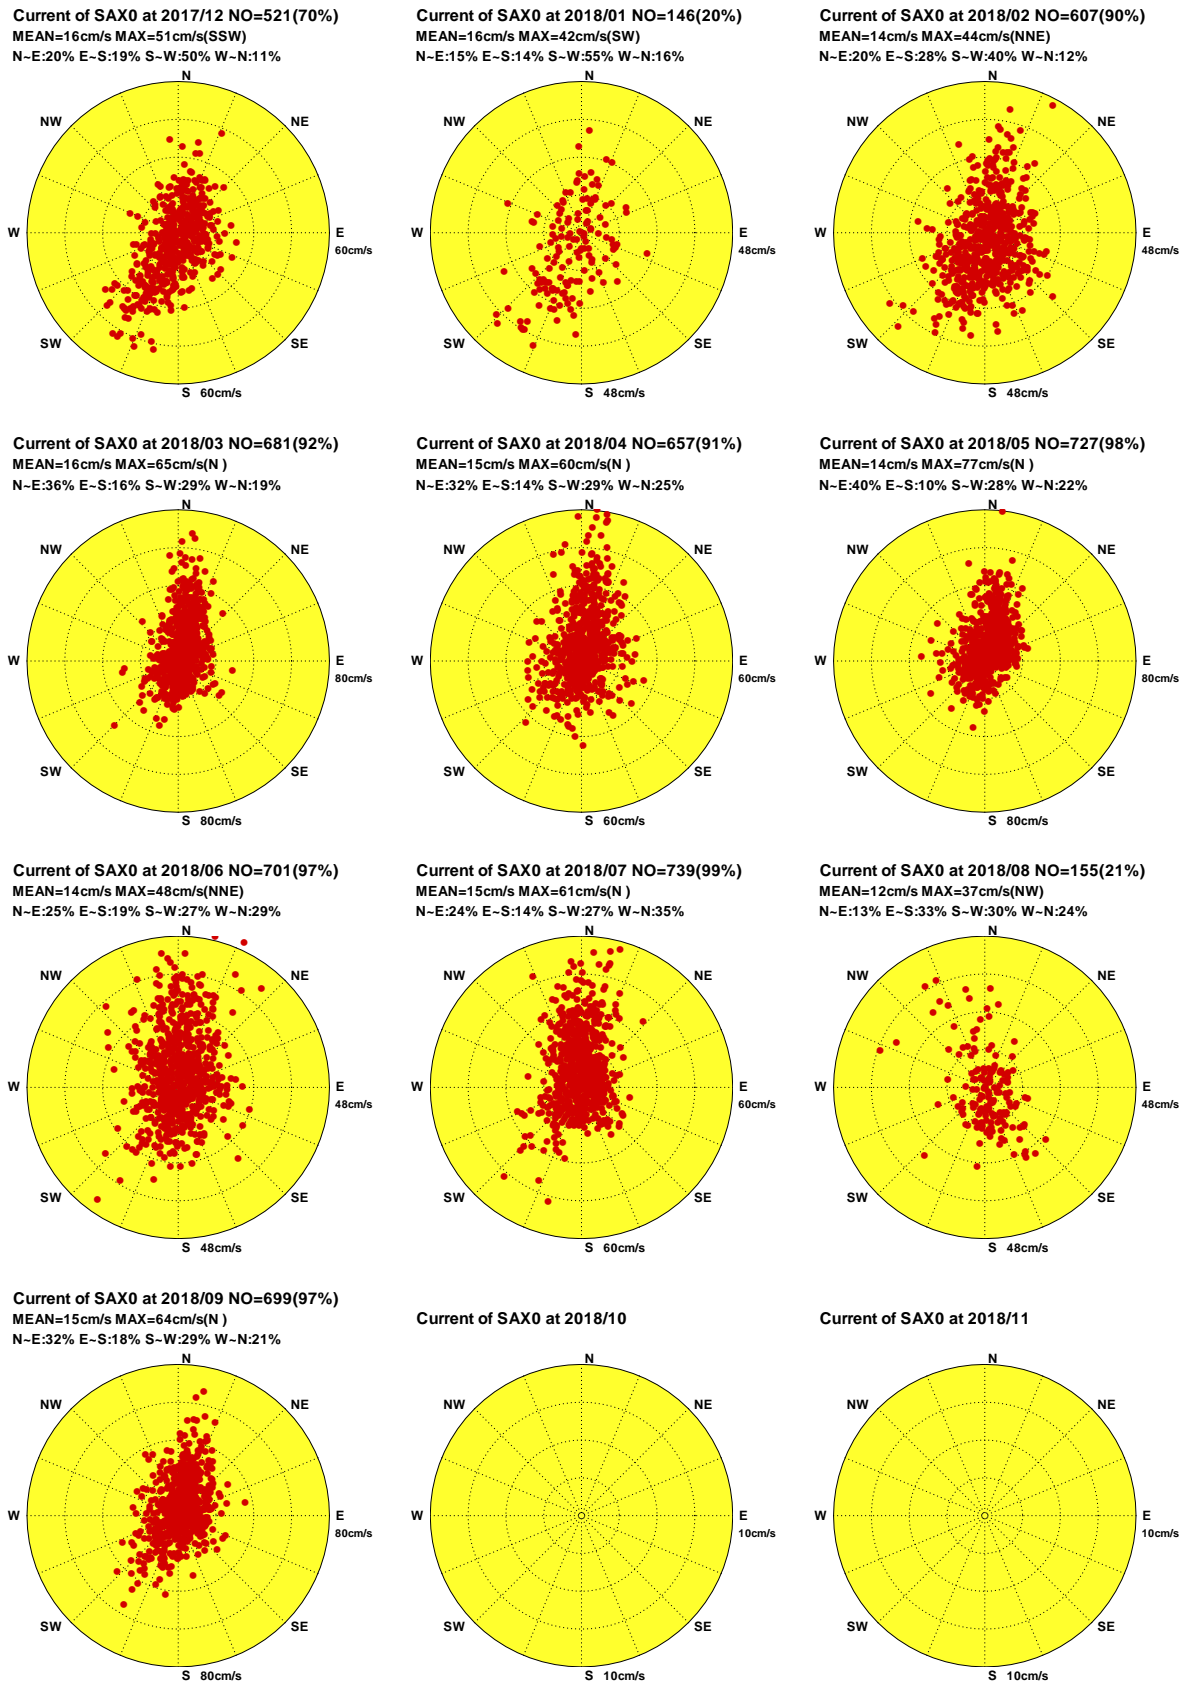 Current of SAX0 at 2017/12 NO=521(70%)
MEAN=16cm/s MAX=51cm/s(SSW)
N~E:20% E~S:19% S~W:50% W~N:11%
N
NW
NE
W
E
60cm/s
SW
SE
S 60cm/s
Current of SAX0 at 2018/01 NO=146(20%)
MEAN=16cm/s MAX=42cm/s(SW)
N~E:15% E~S:14% S~W:55% W~N:16%
N
NW
NE
W
E
48cm/s
SW
SE
S 48cm/s
Current of SAX0 at 2018/02 NO=607(90%)
MEAN=14cm/s MAX=44cm/s(NNE)
N~E:20% E~S:28% S~W:40% W~N:12%
N
NW
NE
W
E
48cm/s
SW
SE
S 48cm/s
Current of SAX0 at 2018/03 NO=681(92%)
MEAN=16cm/s MAX=65cm/s(N )
N~E:36% E~S:16% S~W:29% W~N:19%
N
NW
NE
W
E
80cm/s
SW
SE
S 80cm/s
Current of SAX0 at 2018/04 NO=657(91%)
MEAN=15cm/s MAX=60cm/s(N )
N~E:32% E~S:14% S~W:29% W~N:25%
N
NW
NE
W
E
60cm/s
SW
SE
S 60cm/s
Current of SAX0 at 2018/05 NO=727(98%)
MEAN=14cm/s MAX=77cm/s(N )
N~E:40% E~S:10% S~W:28% W~N:22%
N
NW
NE
W
E
80cm/s
SW
SE
S 80cm/s
Current of SAX0 at 2018/06 NO=701(97%)
MEAN=14cm/s MAX=48cm/s(NNE)
N~E:25% E~S:19% S~W:27% W~N:29%
N
NW
NE
W
E
48cm/s
SW
SE
S 48cm/s
Current of SAX0 at 2018/07 NO=739(99%)
MEAN=15cm/s MAX=61cm/s(N )
N~E:24% E~S:14% S~W:27% W~N:35%
N
NW
NE
W
E
60cm/s
SW
SE
S 60cm/s
Current of SAX0 at 2018/08 NO=155(21%)
MEAN=12cm/s MAX=37cm/s(NW)
N~E:13% E~S:33% S~W:30% W~N:24%
N
NW
NE
W
E
48cm/s
SW
SE
S 48cm/s
Current of SAX0 at 2018/09 NO=699(97%)
MEAN=15cm/s MAX=64cm/s(N )
N~E:32% E~S:18% S~W:29% W~N:21%
N
NW
NE
W
E
80cm/s
SW
SE
S 80cm/s
Current of SAX0 at 2018/10
N
NW
NE
W
E
10cm/s
SW
SE
S 10cm/s
Current of SAX0 at 2018/11
N
NW
NE
W
E
10cm/s
SW
SE
S 10cm/s